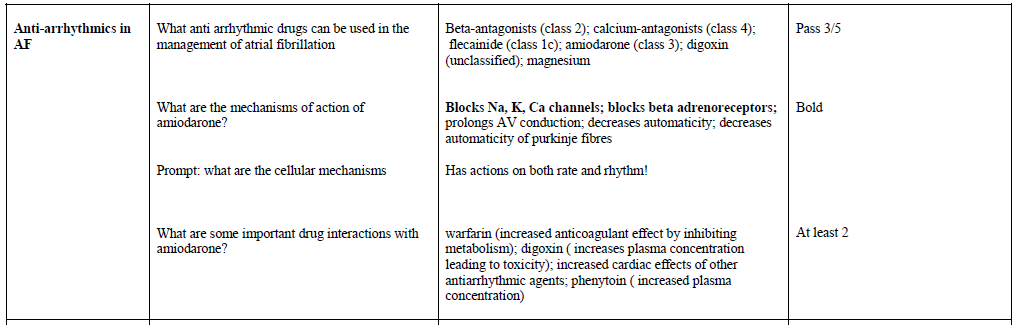 Anti-arrhythmics in
AF
What anti arrhythmic drugs can be used in the
management of atrial fibrillation
Beta-antagonists (class 2); calcium-antagonists (class 4);
flecainide (class 1c); amiodarone (class 3); digoxin
(unclassified); magnesium
Pass 3/5
What are the mechanisms of action of
amiodarone?
Blocks Na, K, Ca channels; blocks beta adrenoreceptors;
prolongs AV conduction; decreases automaticity; decreases
automaticity of purkinje fibres
Bold
Prompt: what are the cellular mechanisms
Has actions on both rate and rhythm!
What are some important drug interactions with
amiodarone?
warfarin (increased anticoagulant effect by inhibiting
metabolism); digoxin ( increases plasma concentration
leading to toxicity); increased cardiac effects of other
antiarrhythmic agents; phenytoin ( increased plasma
concentration)
At least 2